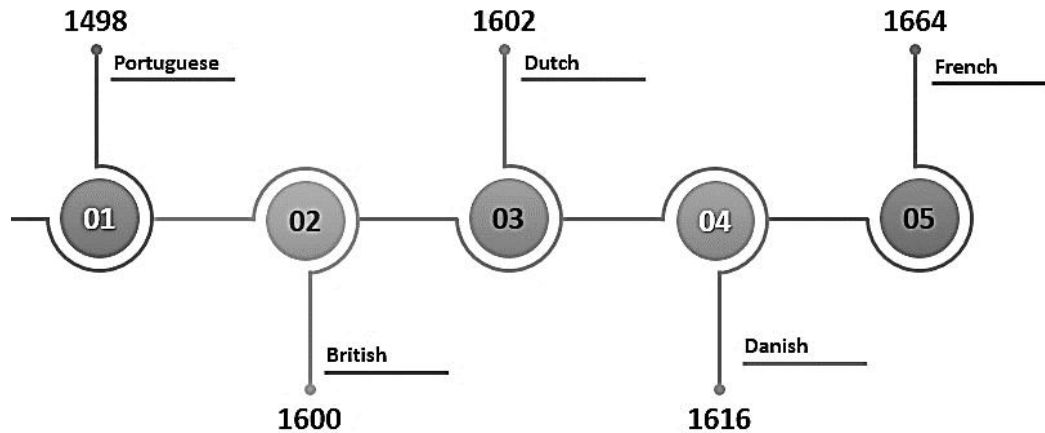 1498
Portuguese
1602
Dutch
1664
French
01
02
03
04
05
British
1600
Danish
1616